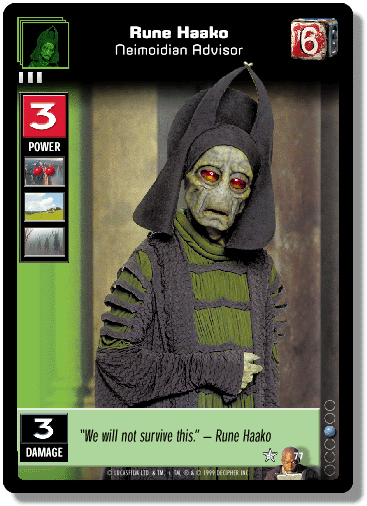 Rune Haako
Neimoidian Advisor
6
3
POWER
3
DAMAGE
"We will not survive this." – Rune Haako
77
© LUCASFILM LTD. & TM. ® & © 1999 DECIPHER INC.